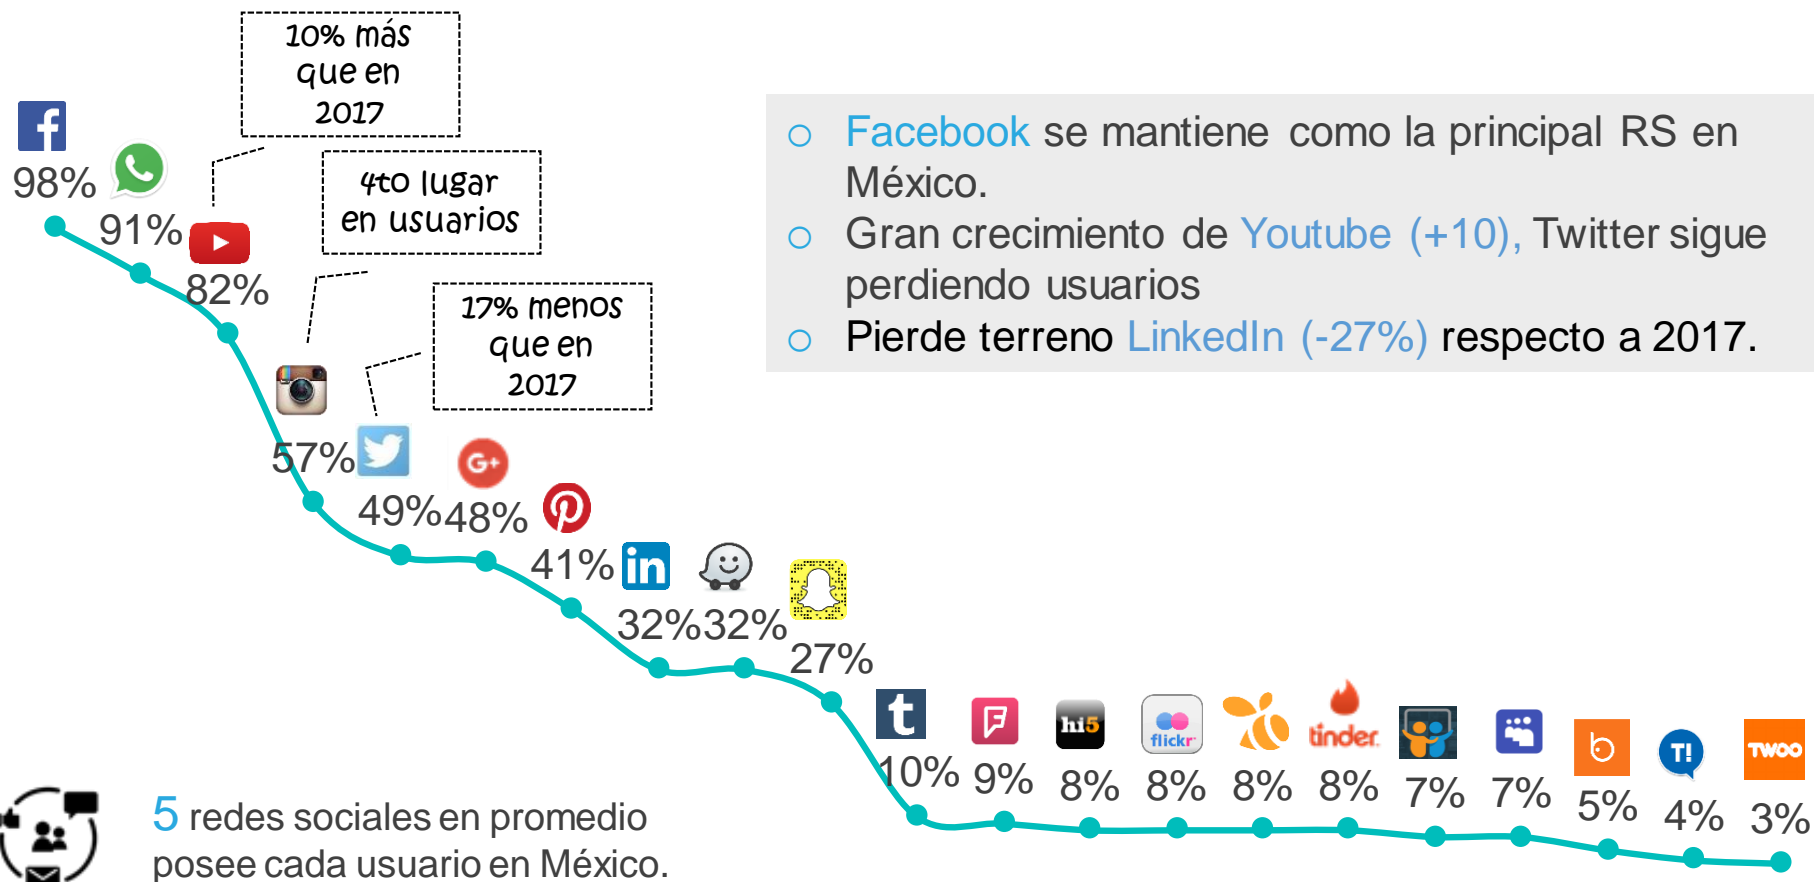 10% más
que en
2017
4to lugar
en usuarios
17% menos
que en
2017
98%
91%
82%
57%
49%
48%
41%
32%
32%
27%
10%
9%
8%
8%
8%
8%
7%
7%
5%
4%
3%
f
G+
in
t
hi5
flickr
tinder
b
T!
TWOO
Facebook se mantiene como la principal RS en
México.
Gran crecimiento de Youtube (+10), Twitter sigue
perdiendo usuarios
Pierde terreno LinkedIn (-27%) respecto a 2017.
5 redes sociales en promedio
posee cada usuario en México.